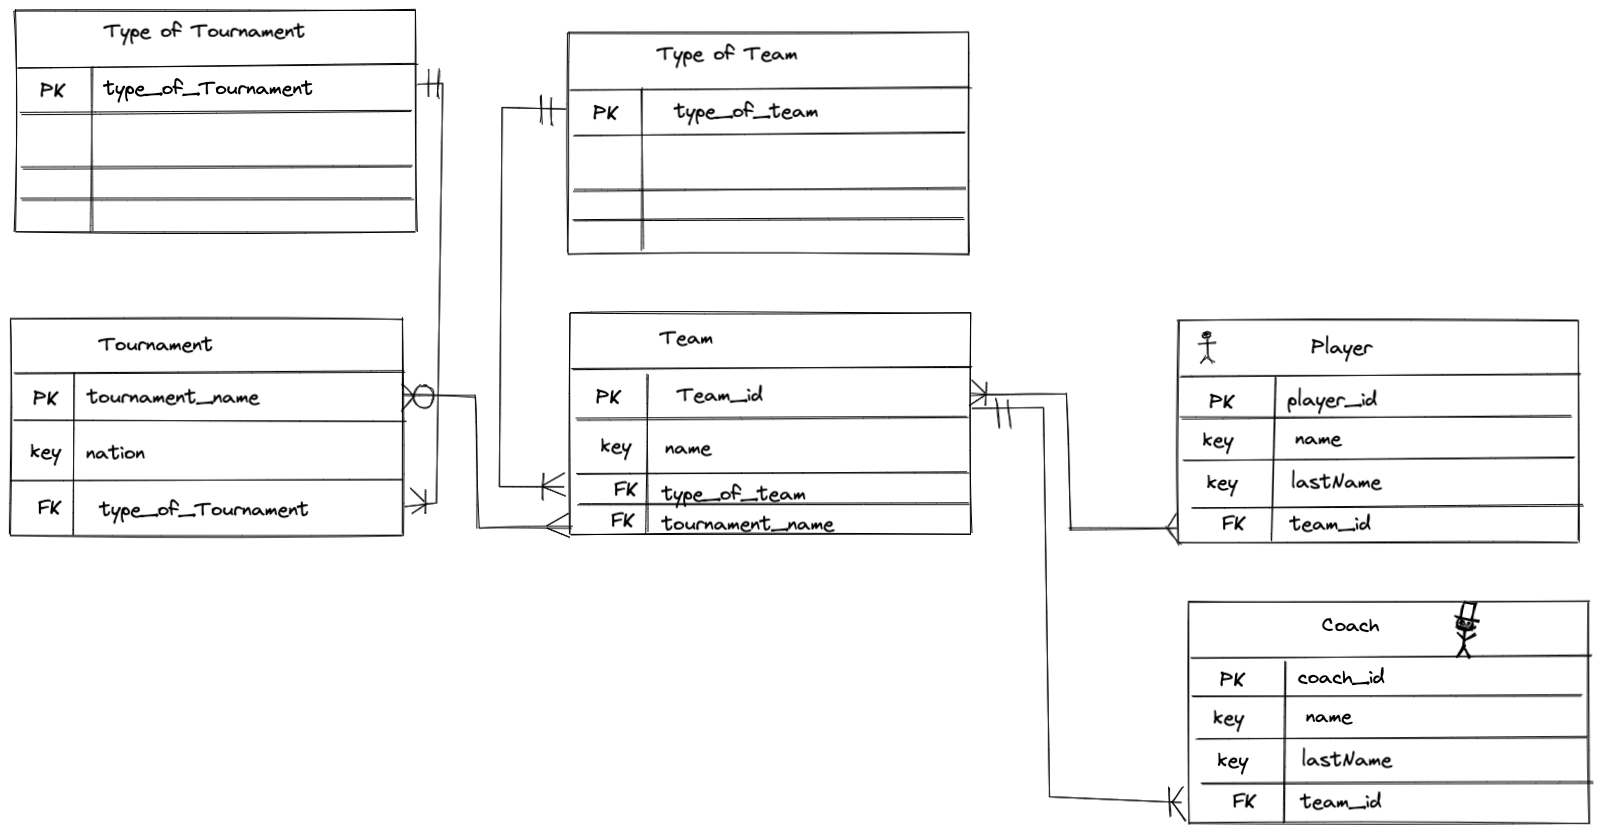 Type of Tournament
PK type_of_Tournament
Type of Team
PK type_of_team
Tournament
PK tournament_name
key nation
FK type_of_Tournament
Team
PK Team_id
key name
FK type_of_team
FK tournament_name
Player
PK player_id
key name
key lastName
FK team_id
Coach
PK coach_id
key name
key lastName
FK team_id